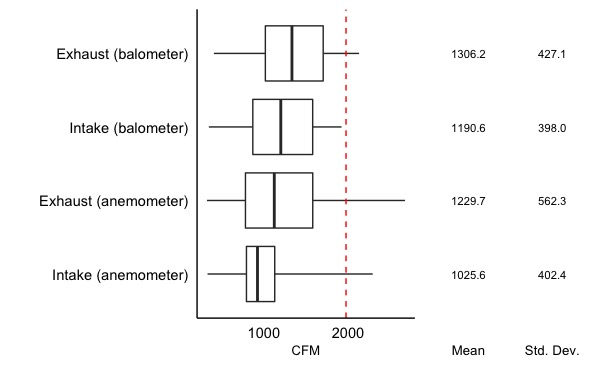 Exhaust (balometer) 1306.2 427.1
Intake (balometer) 1190.6 398.0
Exhaust (anemometer) 1229.7 562.3
Intake (anemometer) 1025.6 402.4
1000 2000
CFM Mean Std. Dev.